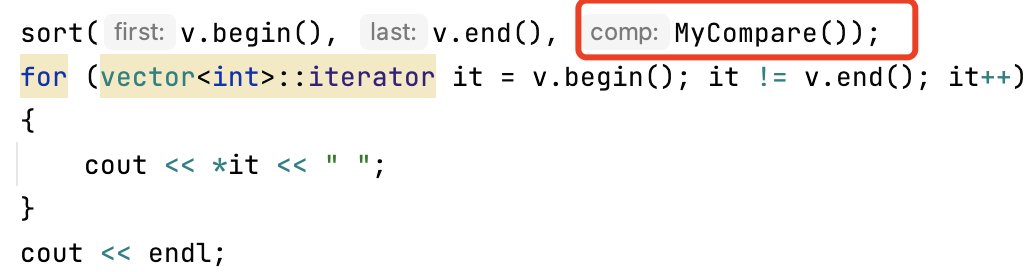 sort( first: v.begin(), last: v.end(), comp: MyCompare());
for (vector<int>::iterator it = v.begin(); it != v.end(); it++)
{
    cout << *it << " ";
}
cout << endl;